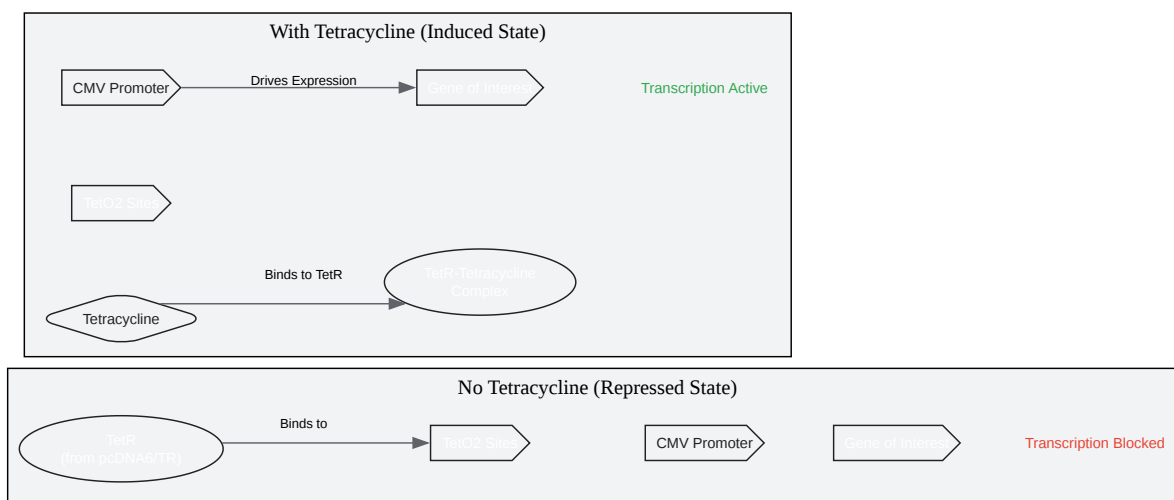 With Tetracycline (Induced State)
CMV Promoter
Drives Expression
Gene of Interest
Transcription Active
TetO2 Sites
Binds to TetR
TetR-Tetracycline
Complex
Tetracycline
No Tetracycline (Repressed State)
TetR
(from pcDNA6/TR)
Binds to
TetO2 Sites
CMV Promoter
Gene of Interest
Transcription Blocked